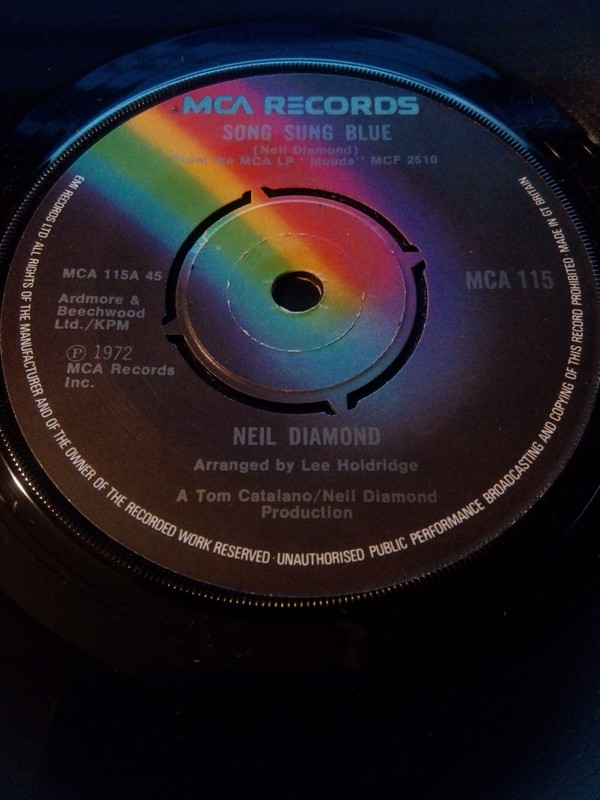 MCA RECORDS
SONG SUNG BLUE
(Neil Diamond)
From the MCA LP "Moods" MCF 2510
MCA 115A 45
MCA 115
Ardmore &
Beechwood
Ltd./KPM
Ⓟ 1972
MCA Records
Inc.
NEIL DIAMOND
Arranged by Lee Holdridge
A Tom Catalano/Neil Diamond
Production
EMI RECORDS LTD ALL RIGHTS OF THE MANUFACTURER AND OF THE OWNER OF THE RECORDED WORK RESERVED · UNAUTHORISED PUBLIC PERFORMANCE BROADCASTING AND COPYING OF THIS RECORD PROHIBITED MADE IN GT BRITAIN